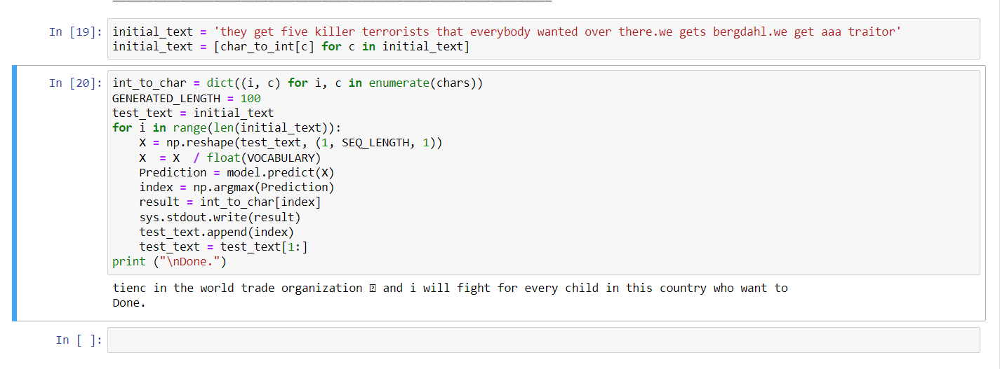 In [19]: initial_text = 'they get five killer terrorists that everybody wanted over there.we gets bergdahl.we get aaa traitor'
initial_text = [char_to_int[c] for c in initial_text]
In [20]: int_to_char = dict((i, c) for i, c in enumerate(chars))
GENERATED_LENGTH = 100
test_text = initial_text
for i in range(len(initial_text)):
    X = np.reshape(test_text, (1, SEQ_LENGTH, 1))
    X  = X  / float(VOCABULARY)
    Prediction = model.predict(X)
    index = np.argmax(Prediction)
    result = int_to_char[index]
    sys.stdout.write(result)
    test_text.append(index)
    test_text = test_text[1:]
print ("\nDone.")
tienc in the world trade organization  and i will fight for every child in this country who want to
Done.
In [ ]: